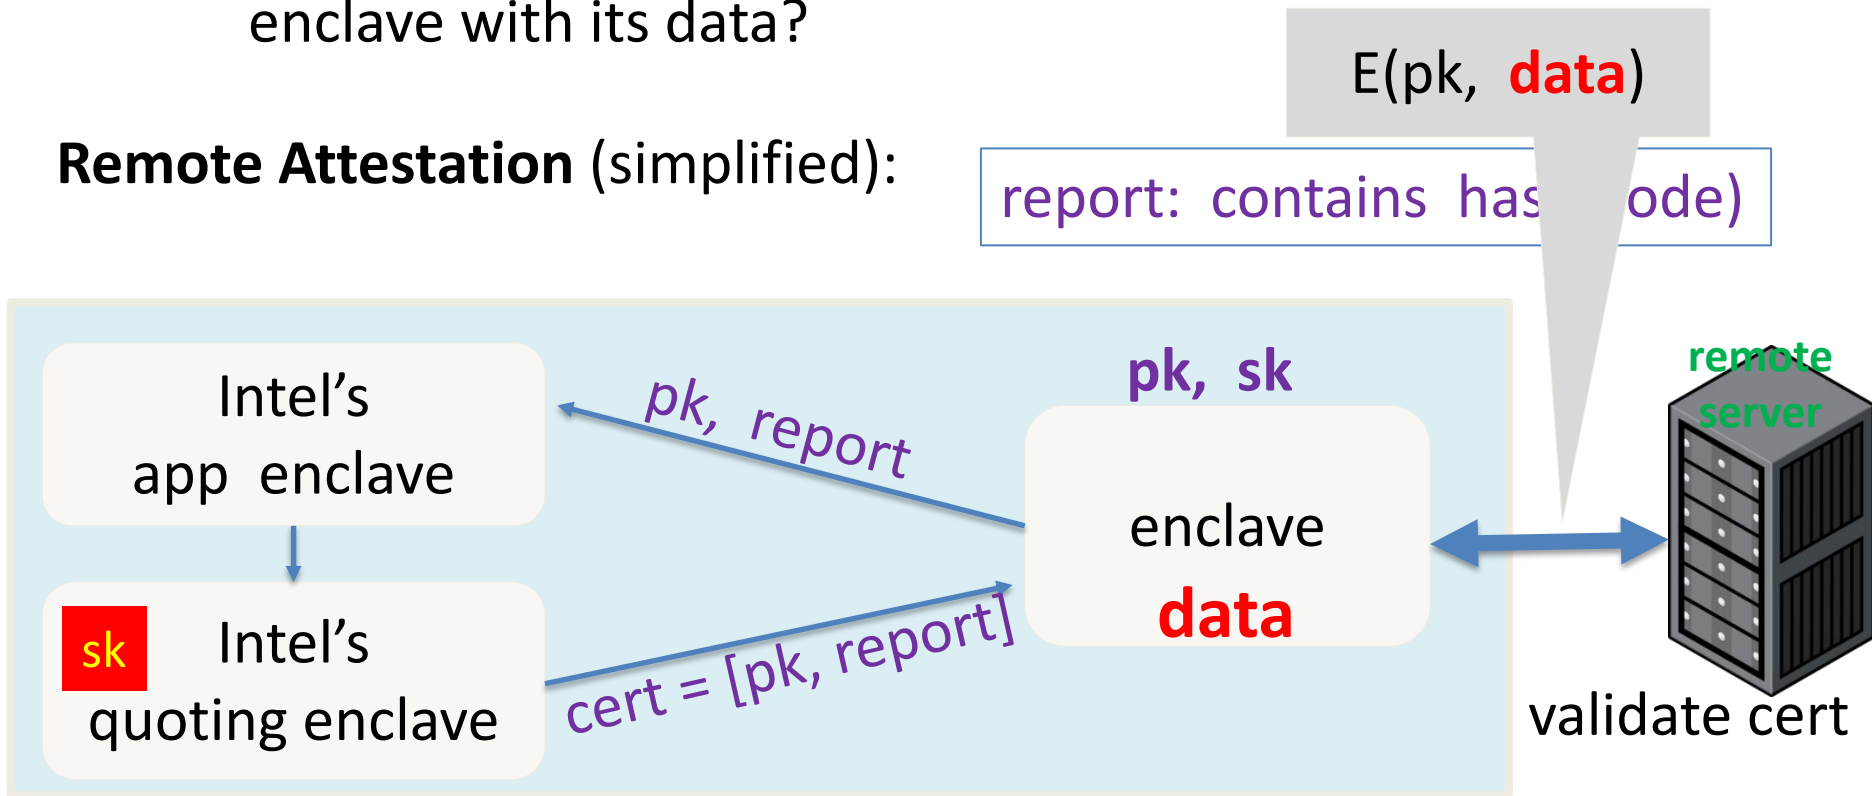 enclave with its data?
E(pk, data)
Remote Attestation (simplified):
report: contains has ode)
pk, sk
remote
server
Intel's
app enclave
pk, report
enclave
data
sk
Intel's
quoting enclave
cert = [pk, report]
validate cert